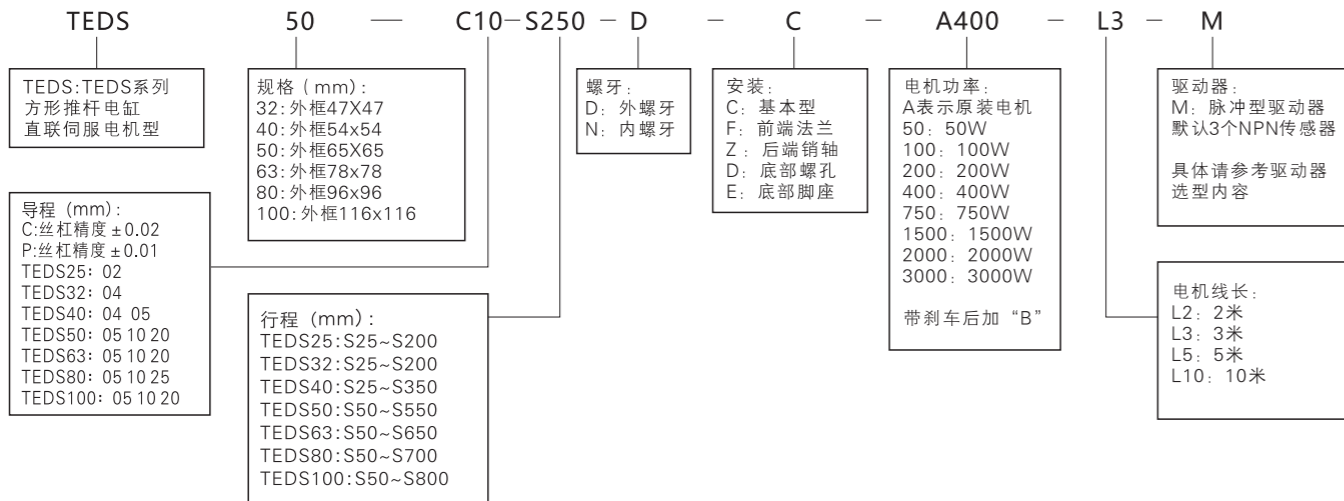 TEDS 50 — C10-S250-D - C - A400 - L3 - M
TEDS:TEDS系列
方形推杆电缸
直联伺服电机型
规格（mm）:
32: 外框47X47
40: 外框54x54
50: 外框65X65
63: 外框78x78
80: 外框96x96
100: 外框116x116
螺牙:
D: 外螺牙
N: 内螺牙
安装:
C: 基本型
F: 前端法兰
Z: 后端销轴
D: 底部螺孔
E: 底部脚座
电机功率:
A表示原装电机
50: 50W
100: 100W
200: 200W
400: 400W
750: 750W
1500: 1500W
2000: 2000W
3000: 3000W
带刹车后加“B”
驱动器:
M: 脉冲型驱动器
默认3个NPN传感器
具体请参考驱动器
选型内容
导程 (mm):
C:丝杠精度±0.02
P:丝杠精度±0.01
TEDS25: 02
TEDS32: 04
TEDS40: 04 05
TEDS50: 05 10 20
TEDS63: 05 10 20
TEDS80: 05 10 25
TEDS100: 05 10 20
行程 (mm):
TEDS25:S25~S200
TEDS32:S25~S200
TEDS40:S25~S350
TEDS50:S50~S550
TEDS63:S50~S650
TEDS80:S50~S700
TEDS100:S50~S800
电机线长:
L2: 2米
L3: 3米
L5: 5米
L10: 10米